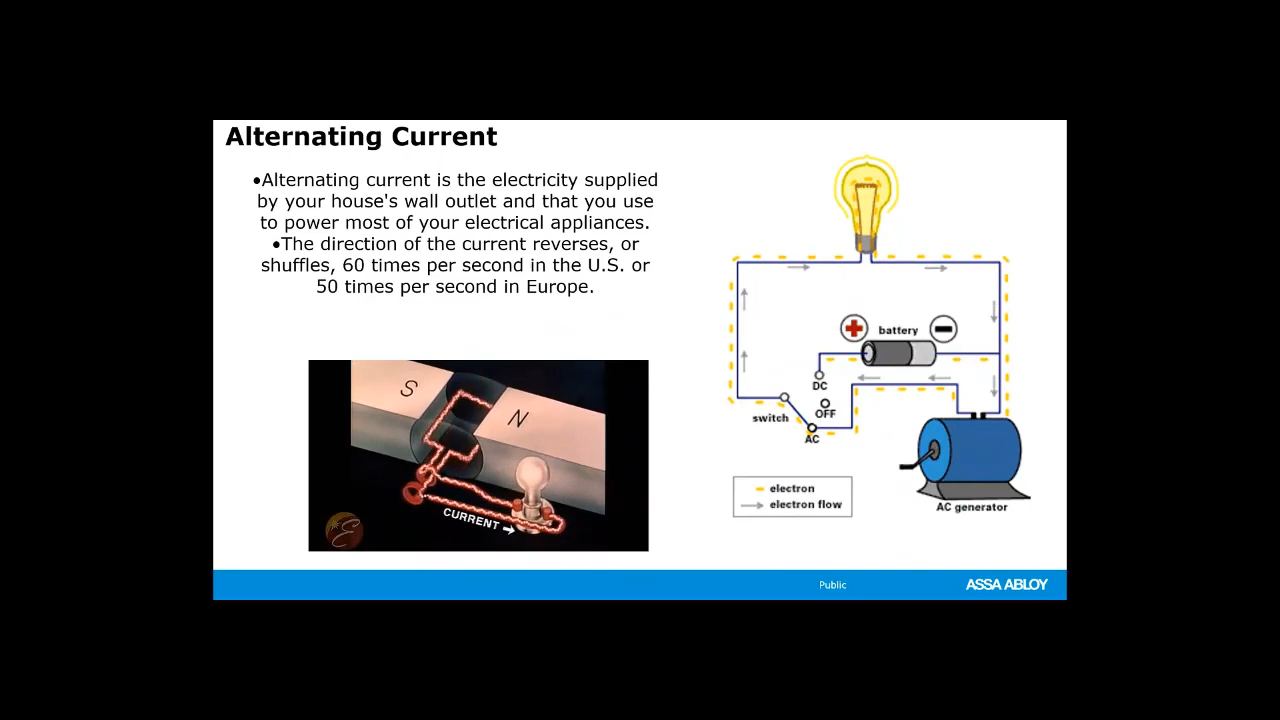 Alternating Current
•Alternating current is the electricity supplied
by your house's wall outlet and that you use
to power most of your electrical appliances.
•The direction of the current reverses, or
shuffles, 60 times per second in the U.S. or
50 times per second in Europe.
S
N
CURRENT
battery
DC
OFF
switch
AC
electron
electron flow
AC generator
Public
ASSA ABLOY